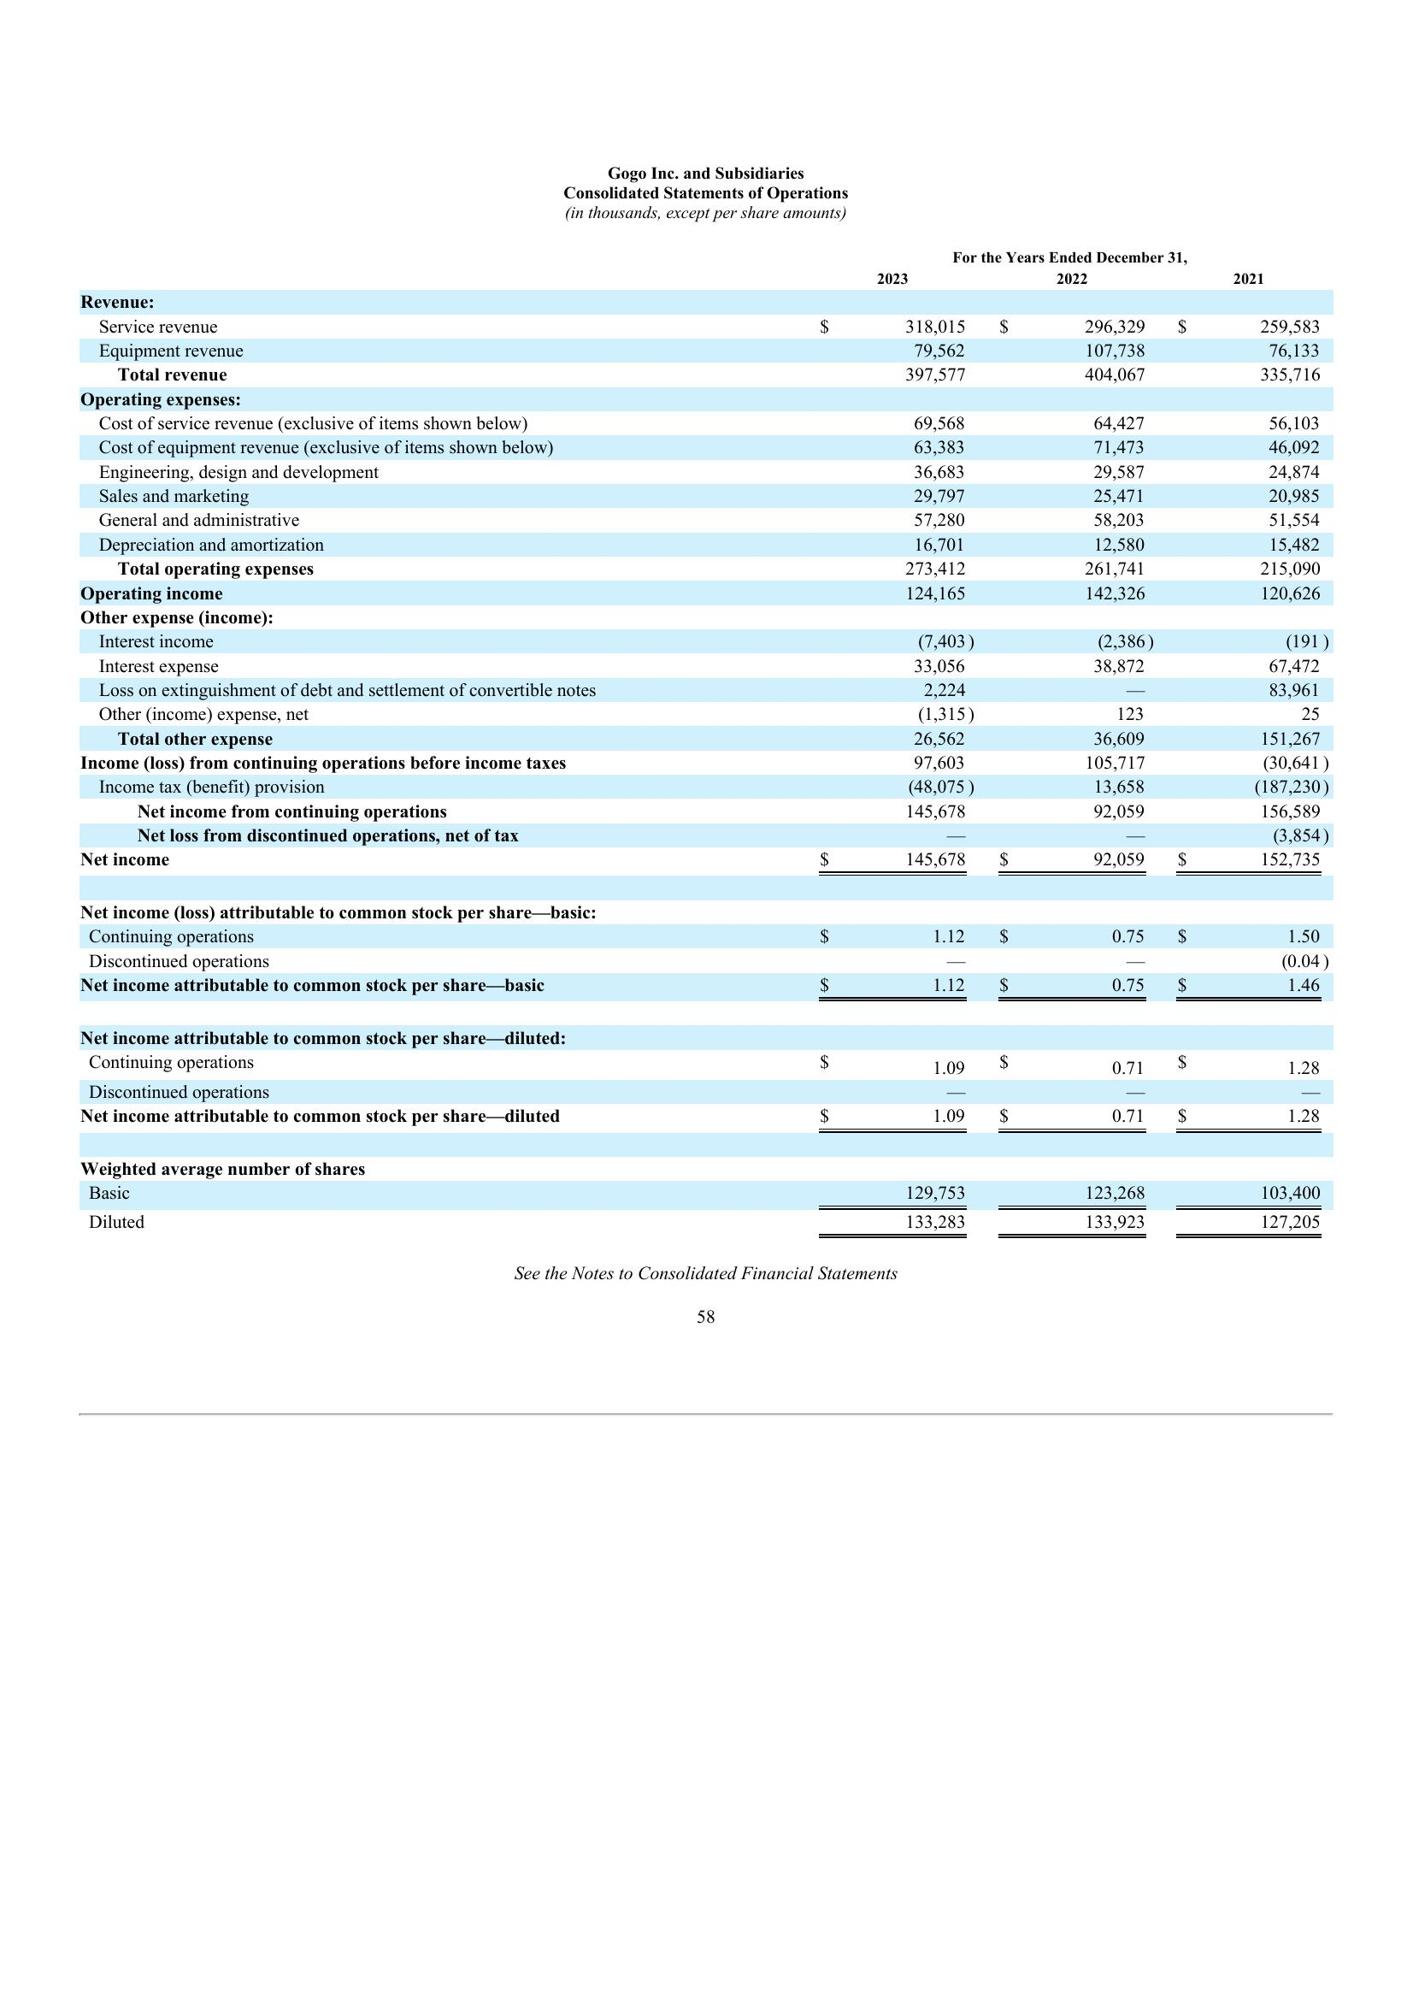 Gogo Inc. and Subsidiaries
Consolidated Statements of Operations
(in thousands, except per share amounts)
For the Years Ended December 31,
2023 2022 2021
Revenue:
Service revenue $ 318,015 $ 296,329 $ 259,583
Equipment revenue 79,562 107,738 76,133
Total revenue 397,577 404,067 335,716
Operating expenses:
Cost of service revenue (exclusive of items shown below) 69,568 64,427 56,103
Cost of equipment revenue (exclusive of items shown below) 63,383 71,473 46,092
Engineering, design and development 36,683 29,587 24,874
Sales and marketing 29,797 25,471 20,985
General and administrative 57,280 58,203 51,554
Depreciation and amortization 16,701 12,580 15,482
Total operating expenses 273,412 261,741 215,090
Operating income 124,165 142,326 120,626
Other expense (income):
Interest income (7,403 ) (2,386 ) (191 )
Interest expense 33,056 38,872 67,472
Loss on extinguishment of debt and settlement of convertible notes 2,224 — 83,961
Other (income) expense, net (1,315 ) 123 25
Total other expense 26,562 36,609 151,267
Income (loss) from continuing operations before income taxes 97,603 105,717 (30,641 )
Income tax (benefit) provision (48,075 ) 13,658 (187,230 )
Net income from continuing operations 145,678 92,059 156,589
Net loss from discontinued operations, net of tax — — (3,854 )
Net income $ 145,678 $ 92,059 $ 152,735
Net income (loss) attributable to common stock per share—basic:
Continuing operations $ 1.12 $ 0.75 $ 1.50
Discontinued operations — — (0.04 )
Net income attributable to common stock per share—basic $ 1.12 $ 0.75 $ 1.46
Net income attributable to common stock per share—diluted:
Continuing operations $ 1.09 $ 0.71 $ 1.28
Discontinued operations — — —
Net income attributable to common stock per share—diluted $ 1.09 $ 0.71 $ 1.28
Weighted average number of shares
Basic 129,753 123,268 103,400
Diluted 133,283 133,923 127,205
See the Notes to Consolidated Financial Statements
58